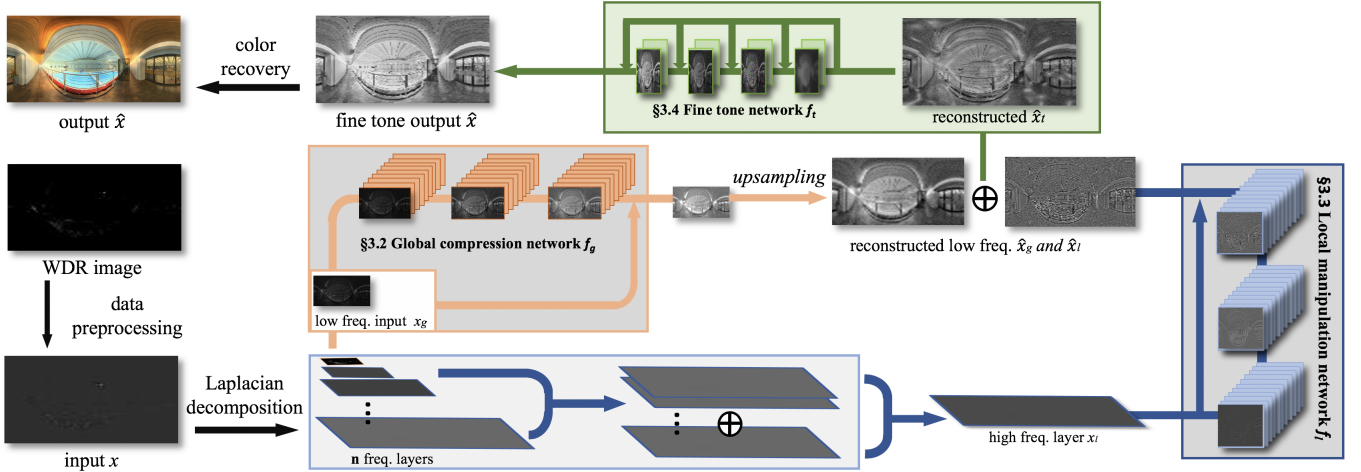 color
recovery
output x̂
fine tone output x̂
§3.4 Fine tone network fₜ
reconstructed x̂ₜ
WDR image
data
preprocessing
input x
Laplacian
decomposition
§3.2 Global compression network f_g
low freq. input x_g
upsampling
reconstructed low freq. x̂_g and x̂ₗ
n freq. layers
high freq. layer xₗ
§3.3 Local manipulation network fₗ